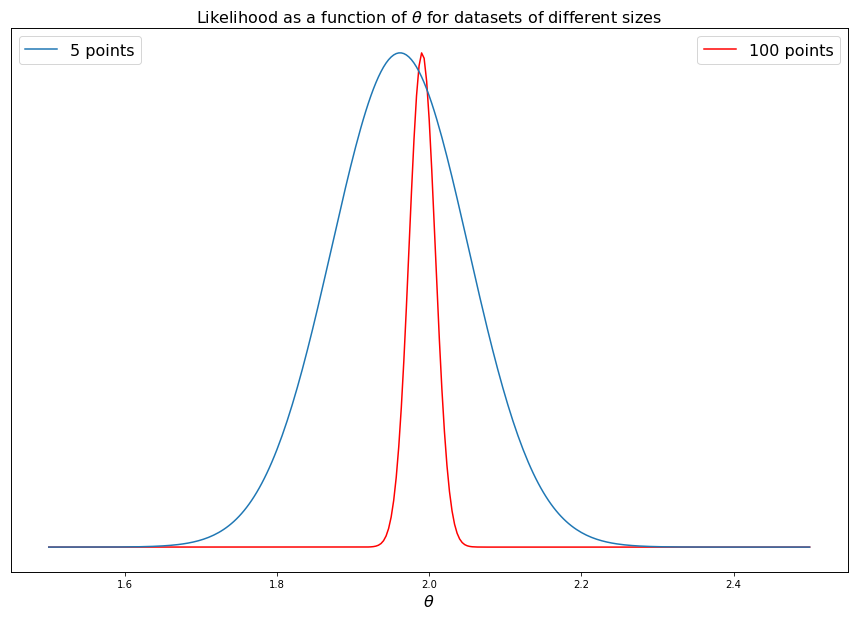 Likelihood as a function of θ for datasets of different sizes
5 points
100 points
1.6
1.8
2.0
2.2
2.4
θ